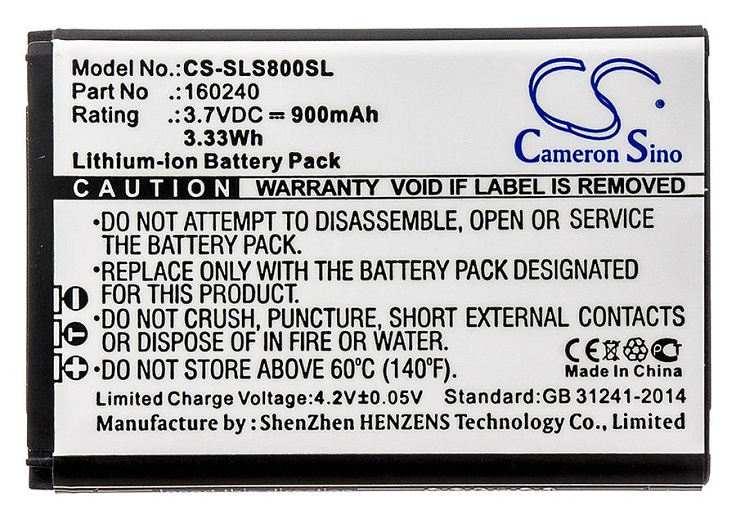 Model No.:CS-SLS800SL
Part No .:160240
Rating .:3.7VDC = 900mAh
3.33Wh
Lithium-ion Battery Pack
CS
Cameron Sino
CAUTION WARRANTY VOID IF LABEL IS REMOVED
•DO NOT ATTEMPT TO DISASSEMBLE, OPEN OR SERVICE
THE BATTERY PACK.
•REPLACE ONLY WITH THE BATTERY PACK DESIGNATED
FOR THIS PRODUCT.
•DO NOT CRUSH, PUNCTURE, SHORT EXTERNAL CONTACTS
OR DISPOSE OF IN FIRE OR WATER.
•DO NOT STORE ABOVE 60°C (140°F).
CE PCT
Made In China
Limited Charge Voltage:4.2V±0.05V Standard:GB 31241-2014
Manufacture by :ShenZhen HENZENS Technology Co., Limited
Insert this direction